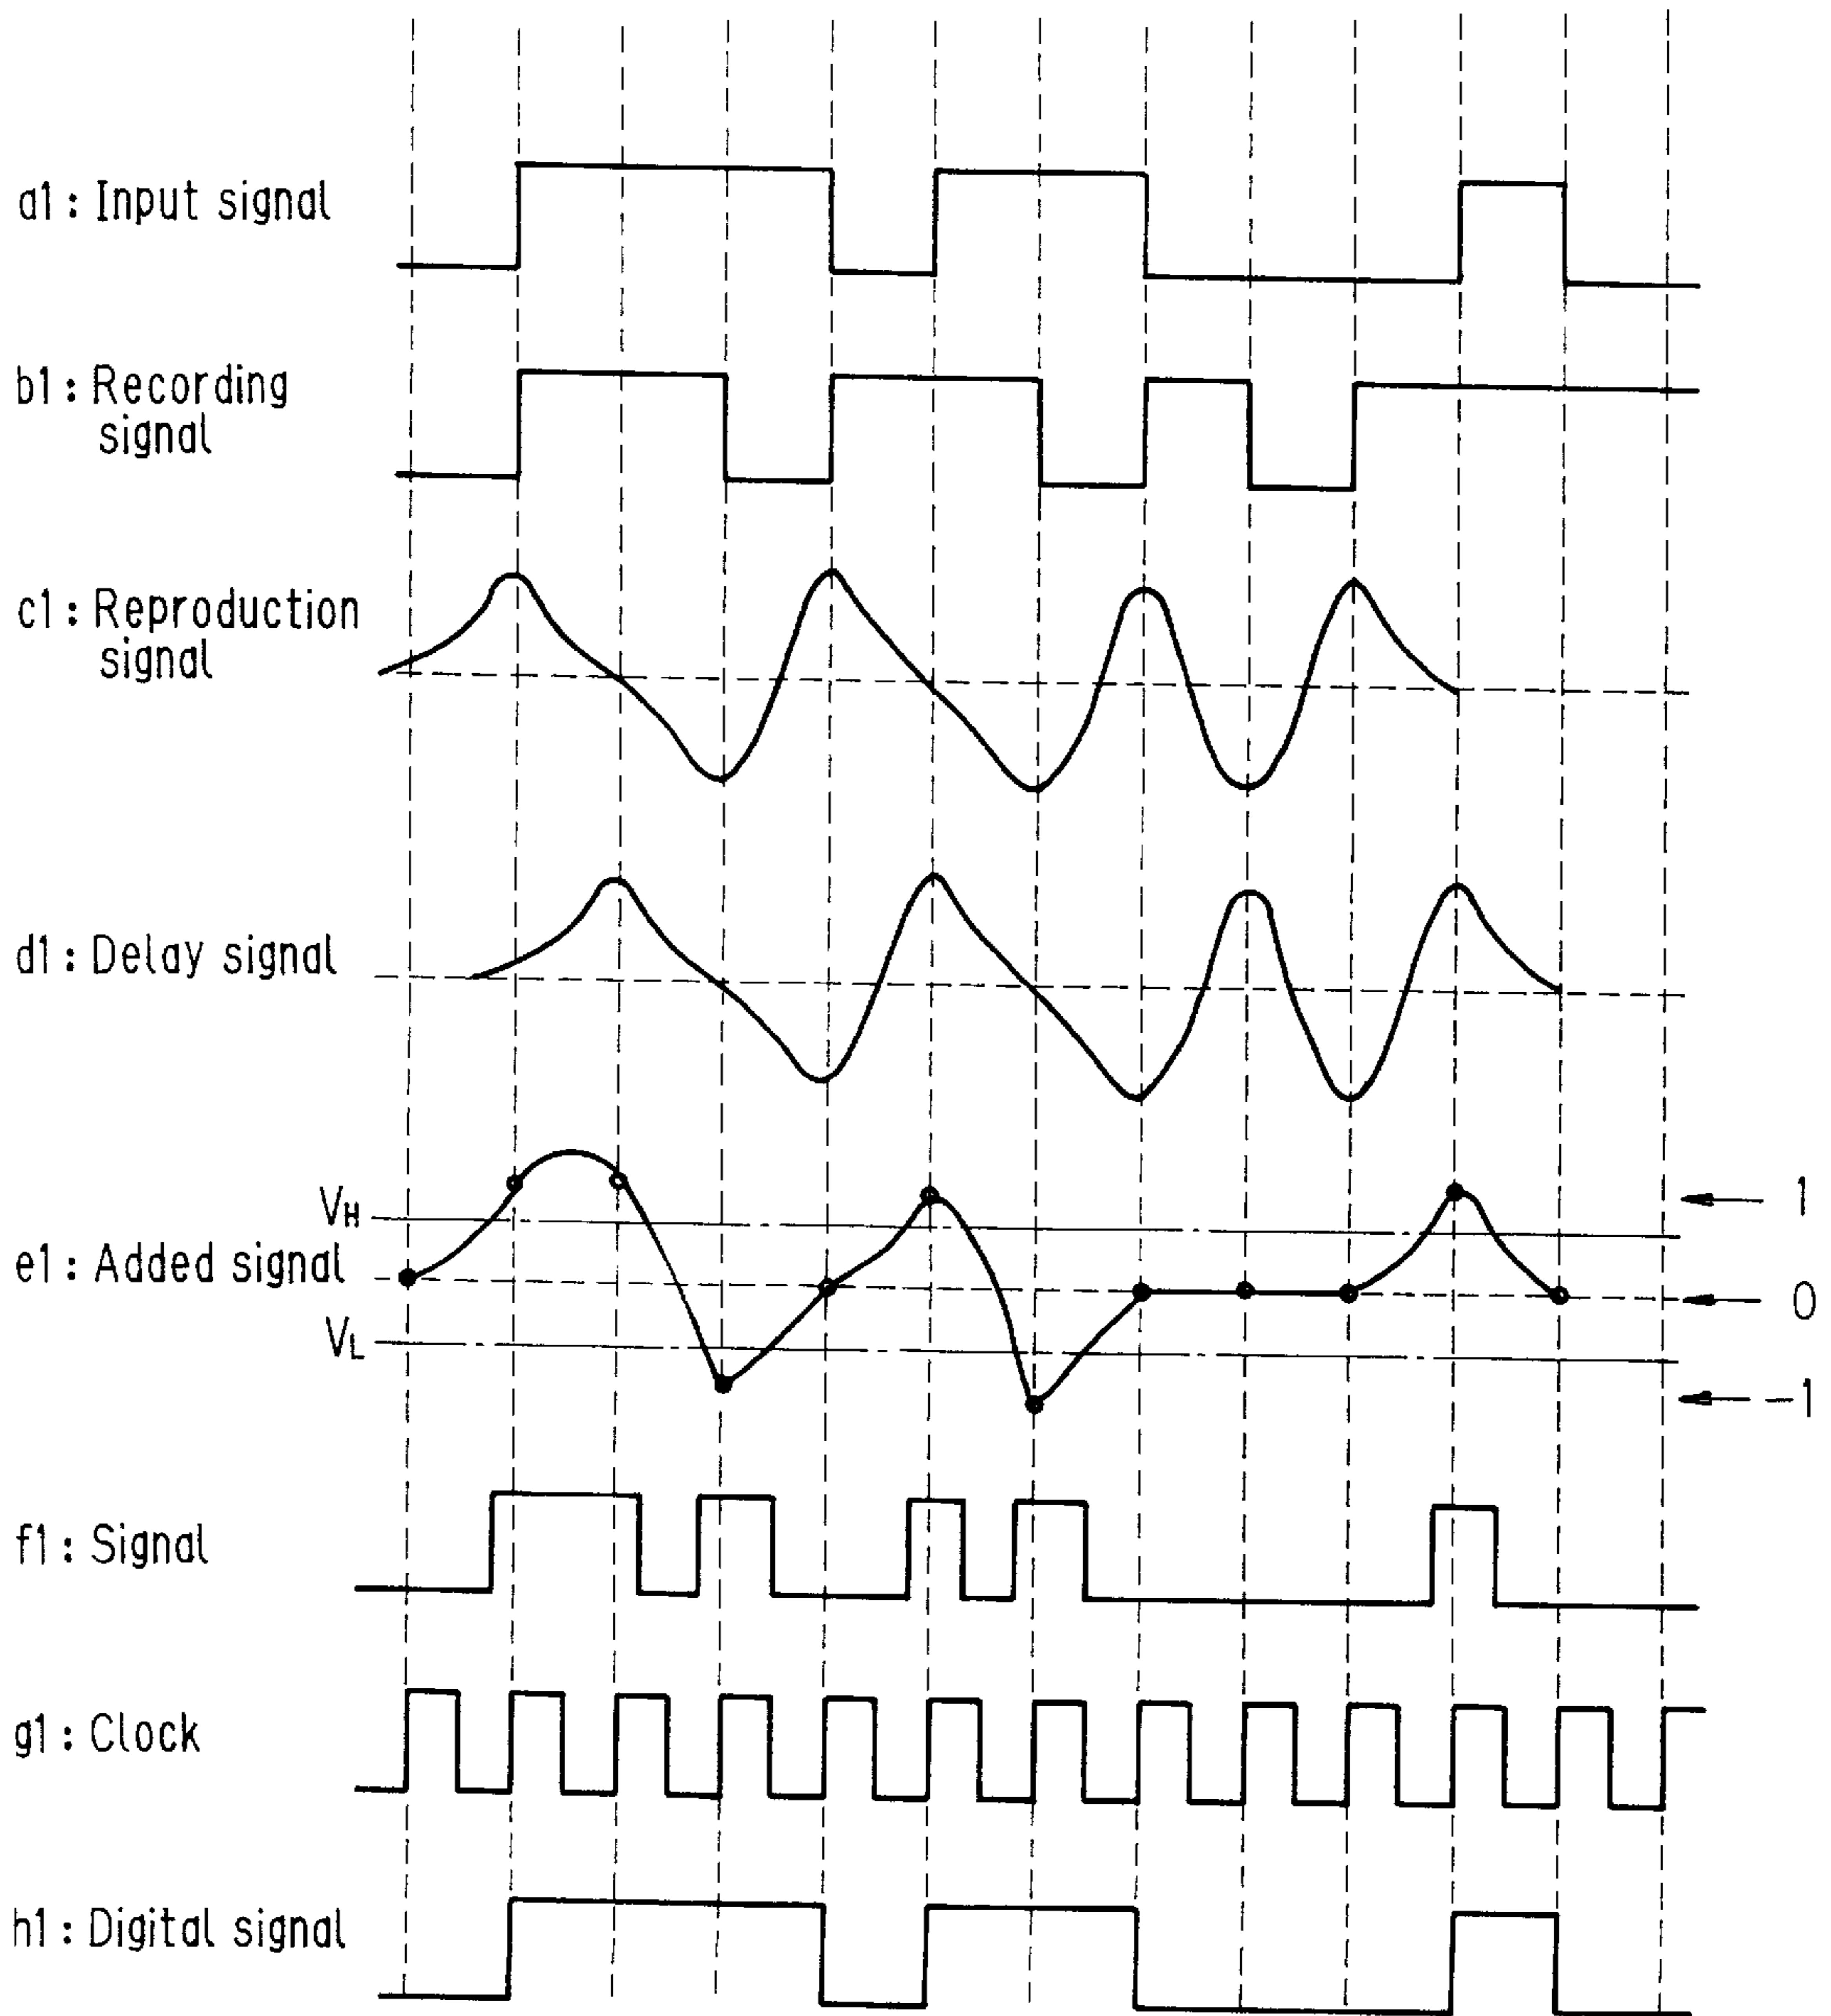 a1 : Input signal
b1 : Recording
signal
c1 : Reproduction
signal
d1 : Delay signal
VH
1
e1 : Added signal
0
VL
-1
f1 : Signal
g1 : Clock
h1 : Digital signal